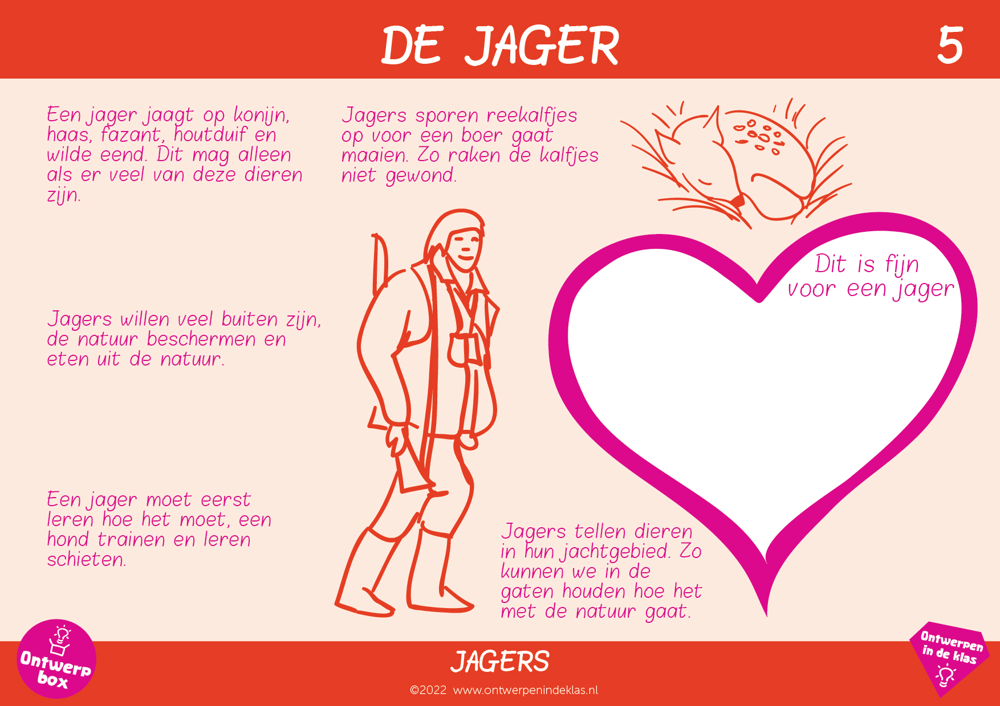 DE JAGER
5
Een jager jaagt op konijn,
haas, fazant, houtduif en
wilde eend. Dit mag alleen
als er veel van deze dieren
zijn.
Jagers sporen reekalfjes
op voor een boer gaat
maaien. Zo raken de kalfjes
niet gewond.
Dit is fijn
voor een jager
Jagers willen veel buiten zijn,
de natuur beschermen en
eten uit de natuur.
Een jager moet eerst
leren hoe het moet, een
hond trainen en leren
schieten.
Jagers tellen dieren
in hun jachtgebied. Zo
kunnen we in de
gaten houden hoe het
met de natuur gaat.
Ontwerp
box
JAGERS
©2022 www.ontwerpenindeklas.nl
Ontwerpen
in de klas